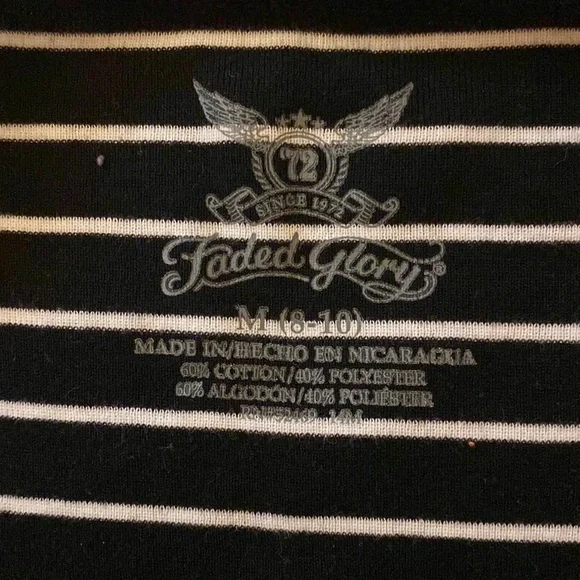 72
SINCE 1972
Faded Glory®
M (8-10)
MADE IN/HECHO EN NICARAGUA
60% COTTON/40% POLYESTER
60% ALGODÓN/40% POLIÉSTER